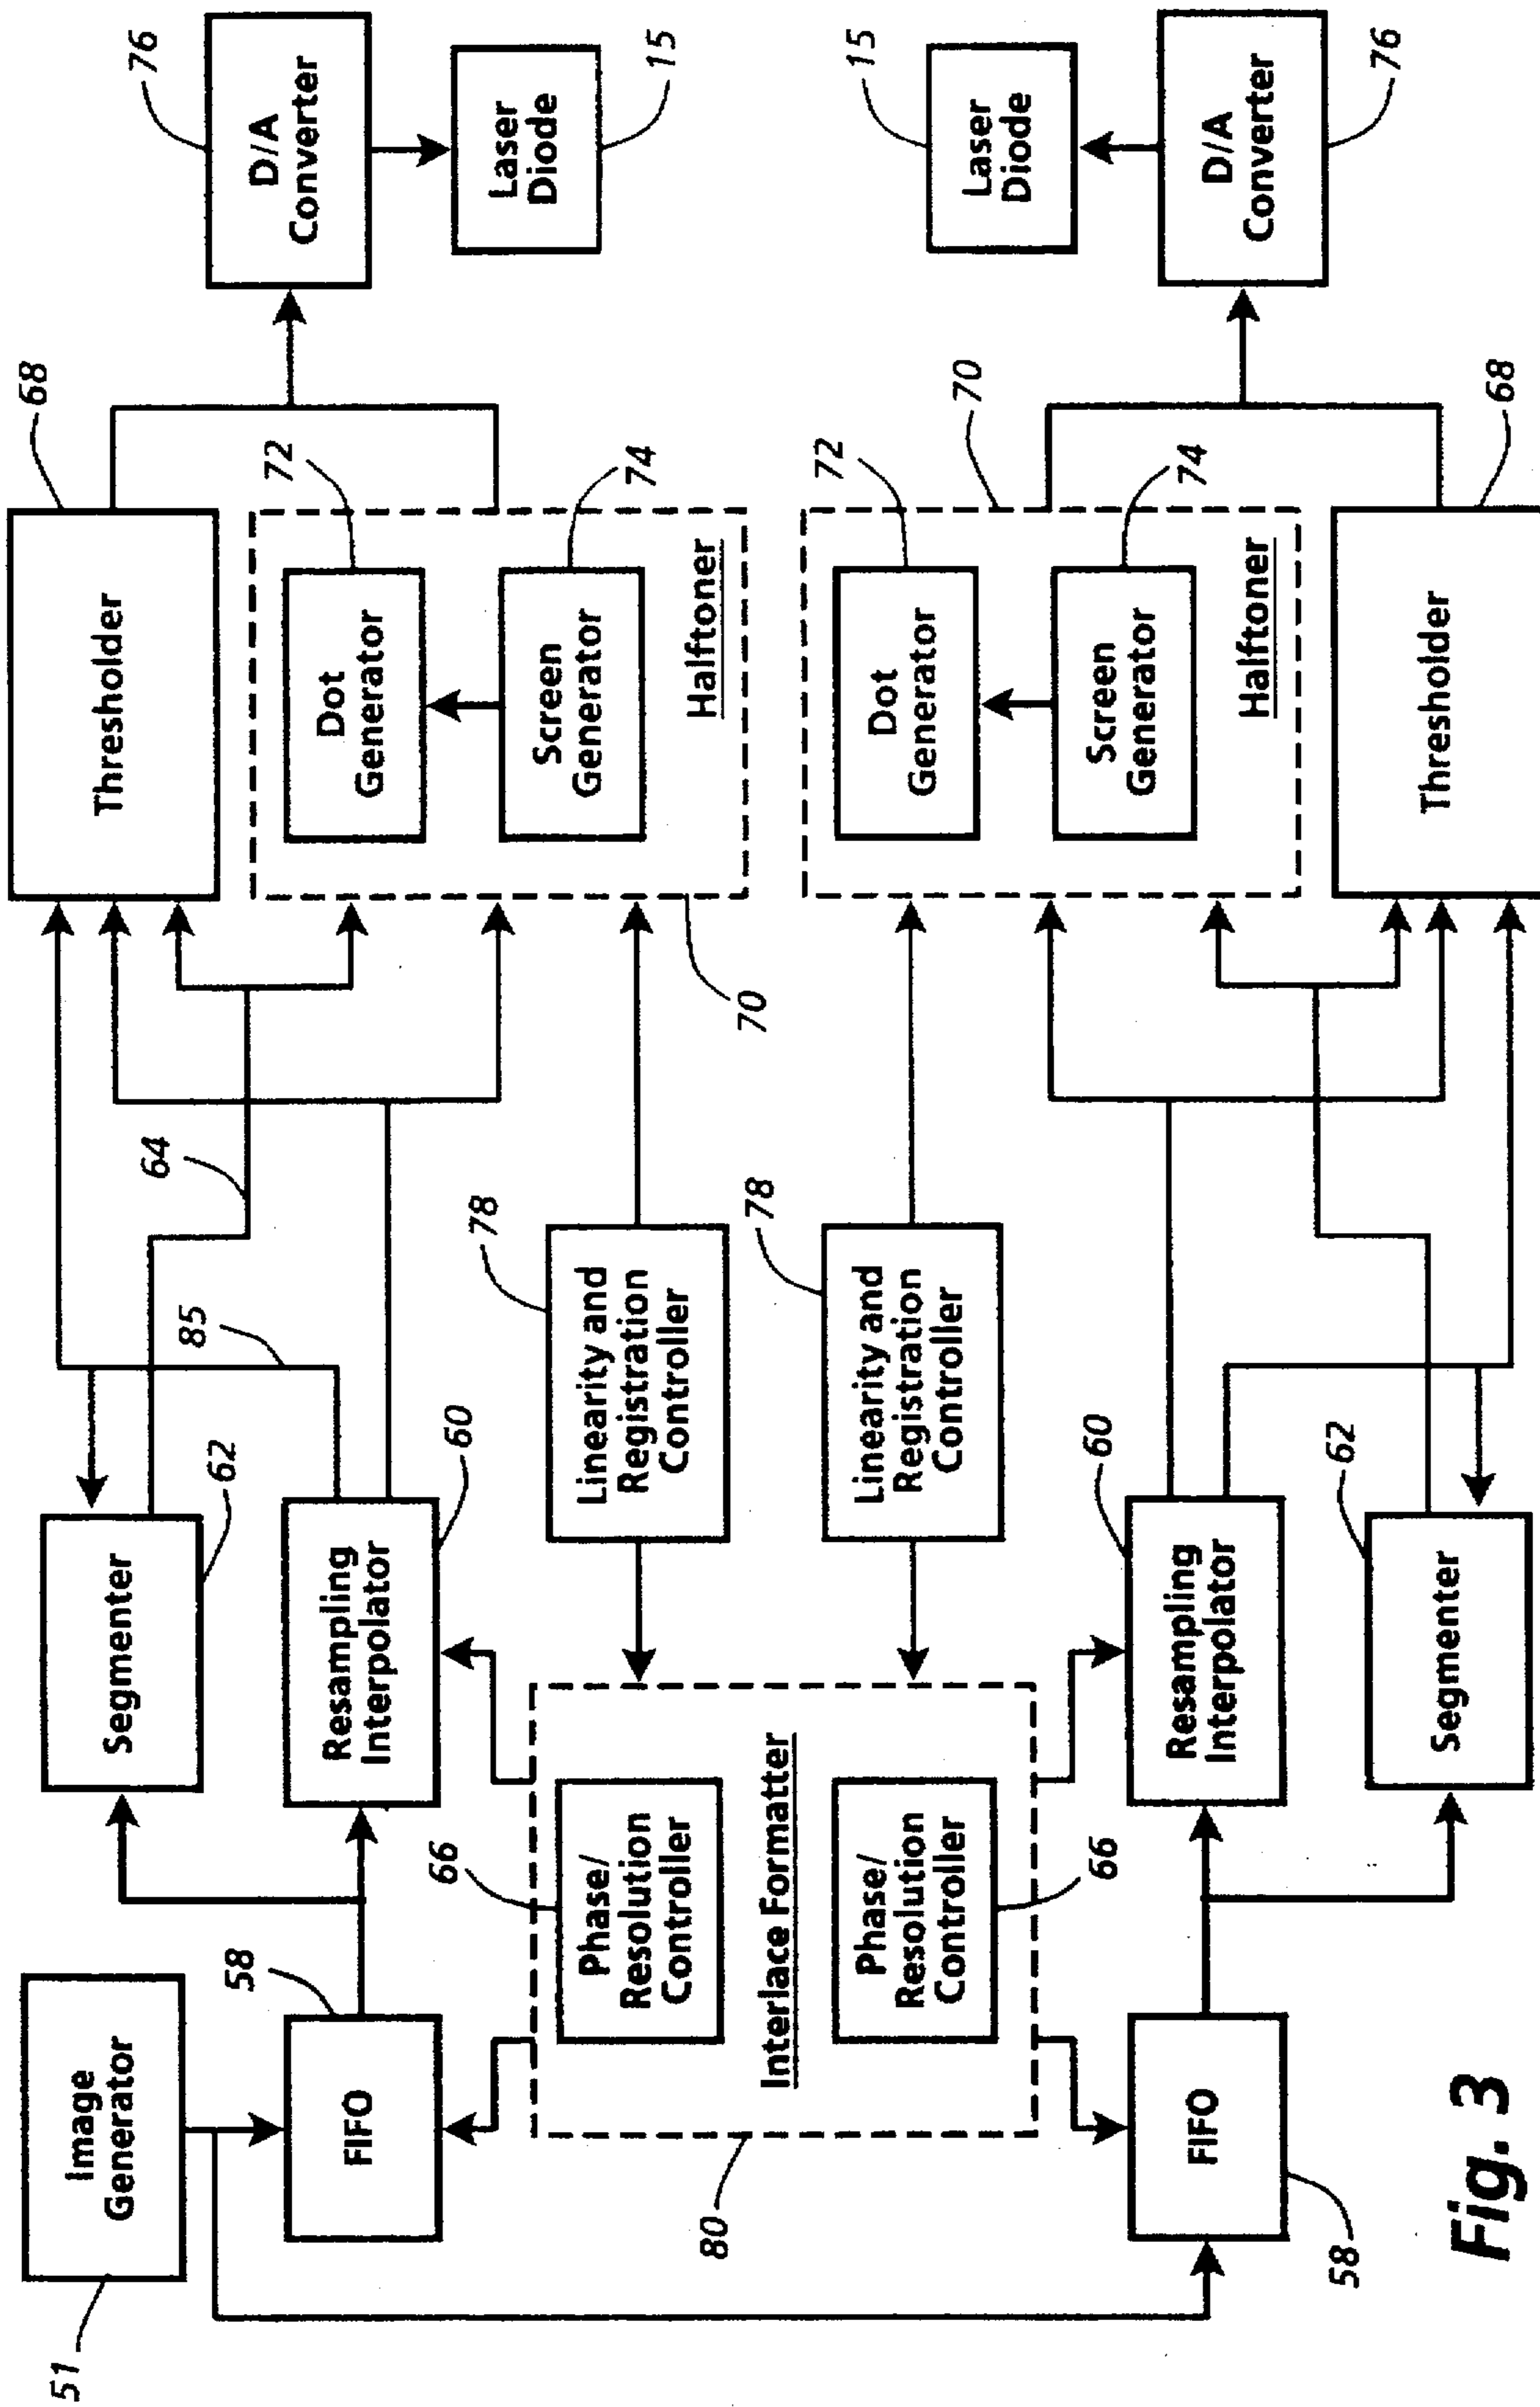 51
Image
Generator
58
FIFO
Segmenter
62
Resampling
Interpolator
60
85
64
Thresholder
68
72
Dot
Generator
Screen
Generator
74
Halftoner
70
D/A
Converter
76
Laser
Diode
15
66
Phase/
Resolution
Controller
Interlace Formatter
Phase/
Resolution
Controller
66
80
78
Linearity and
Registration
Controller
78
Linearity and
Registration
Controller
FIFO
58
60
Resampling
Interpolator
62
Segmenter
70
72
Dot
Generator
74
Screen
Generator
Halftoner
Thresholder
68
15
Laser
Diode
D/A
Converter
76
Fig. 3